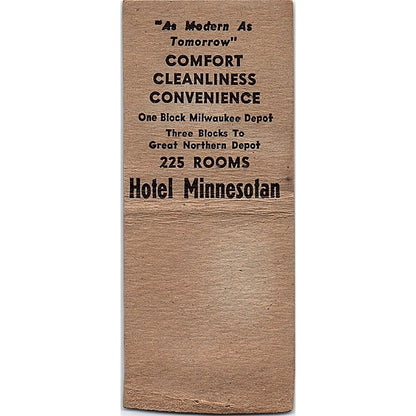 "As Modern As
Tomorrow"
COMFORT
CLEANLINESS
CONVENIENCE
One Block Milwaukee Depot
Three Blocks To
Great Northern Depot
225 ROOMS
Hotel Minnesotan